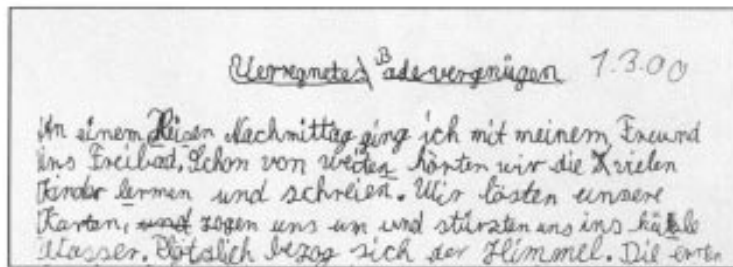 Verregnetes Badevergnügen 1.3.00
An einem Heisen Nachmittag ging ich mit meinem Freund
ins Freibad. Schon von weiten hörten wir die vielen
Kinder lermen und schreien. Wir lösten unsere
Karten, und zogen uns um und stürzten uns ins
Wasser. Plötzlich bezog sich der Himmel. Die ersten